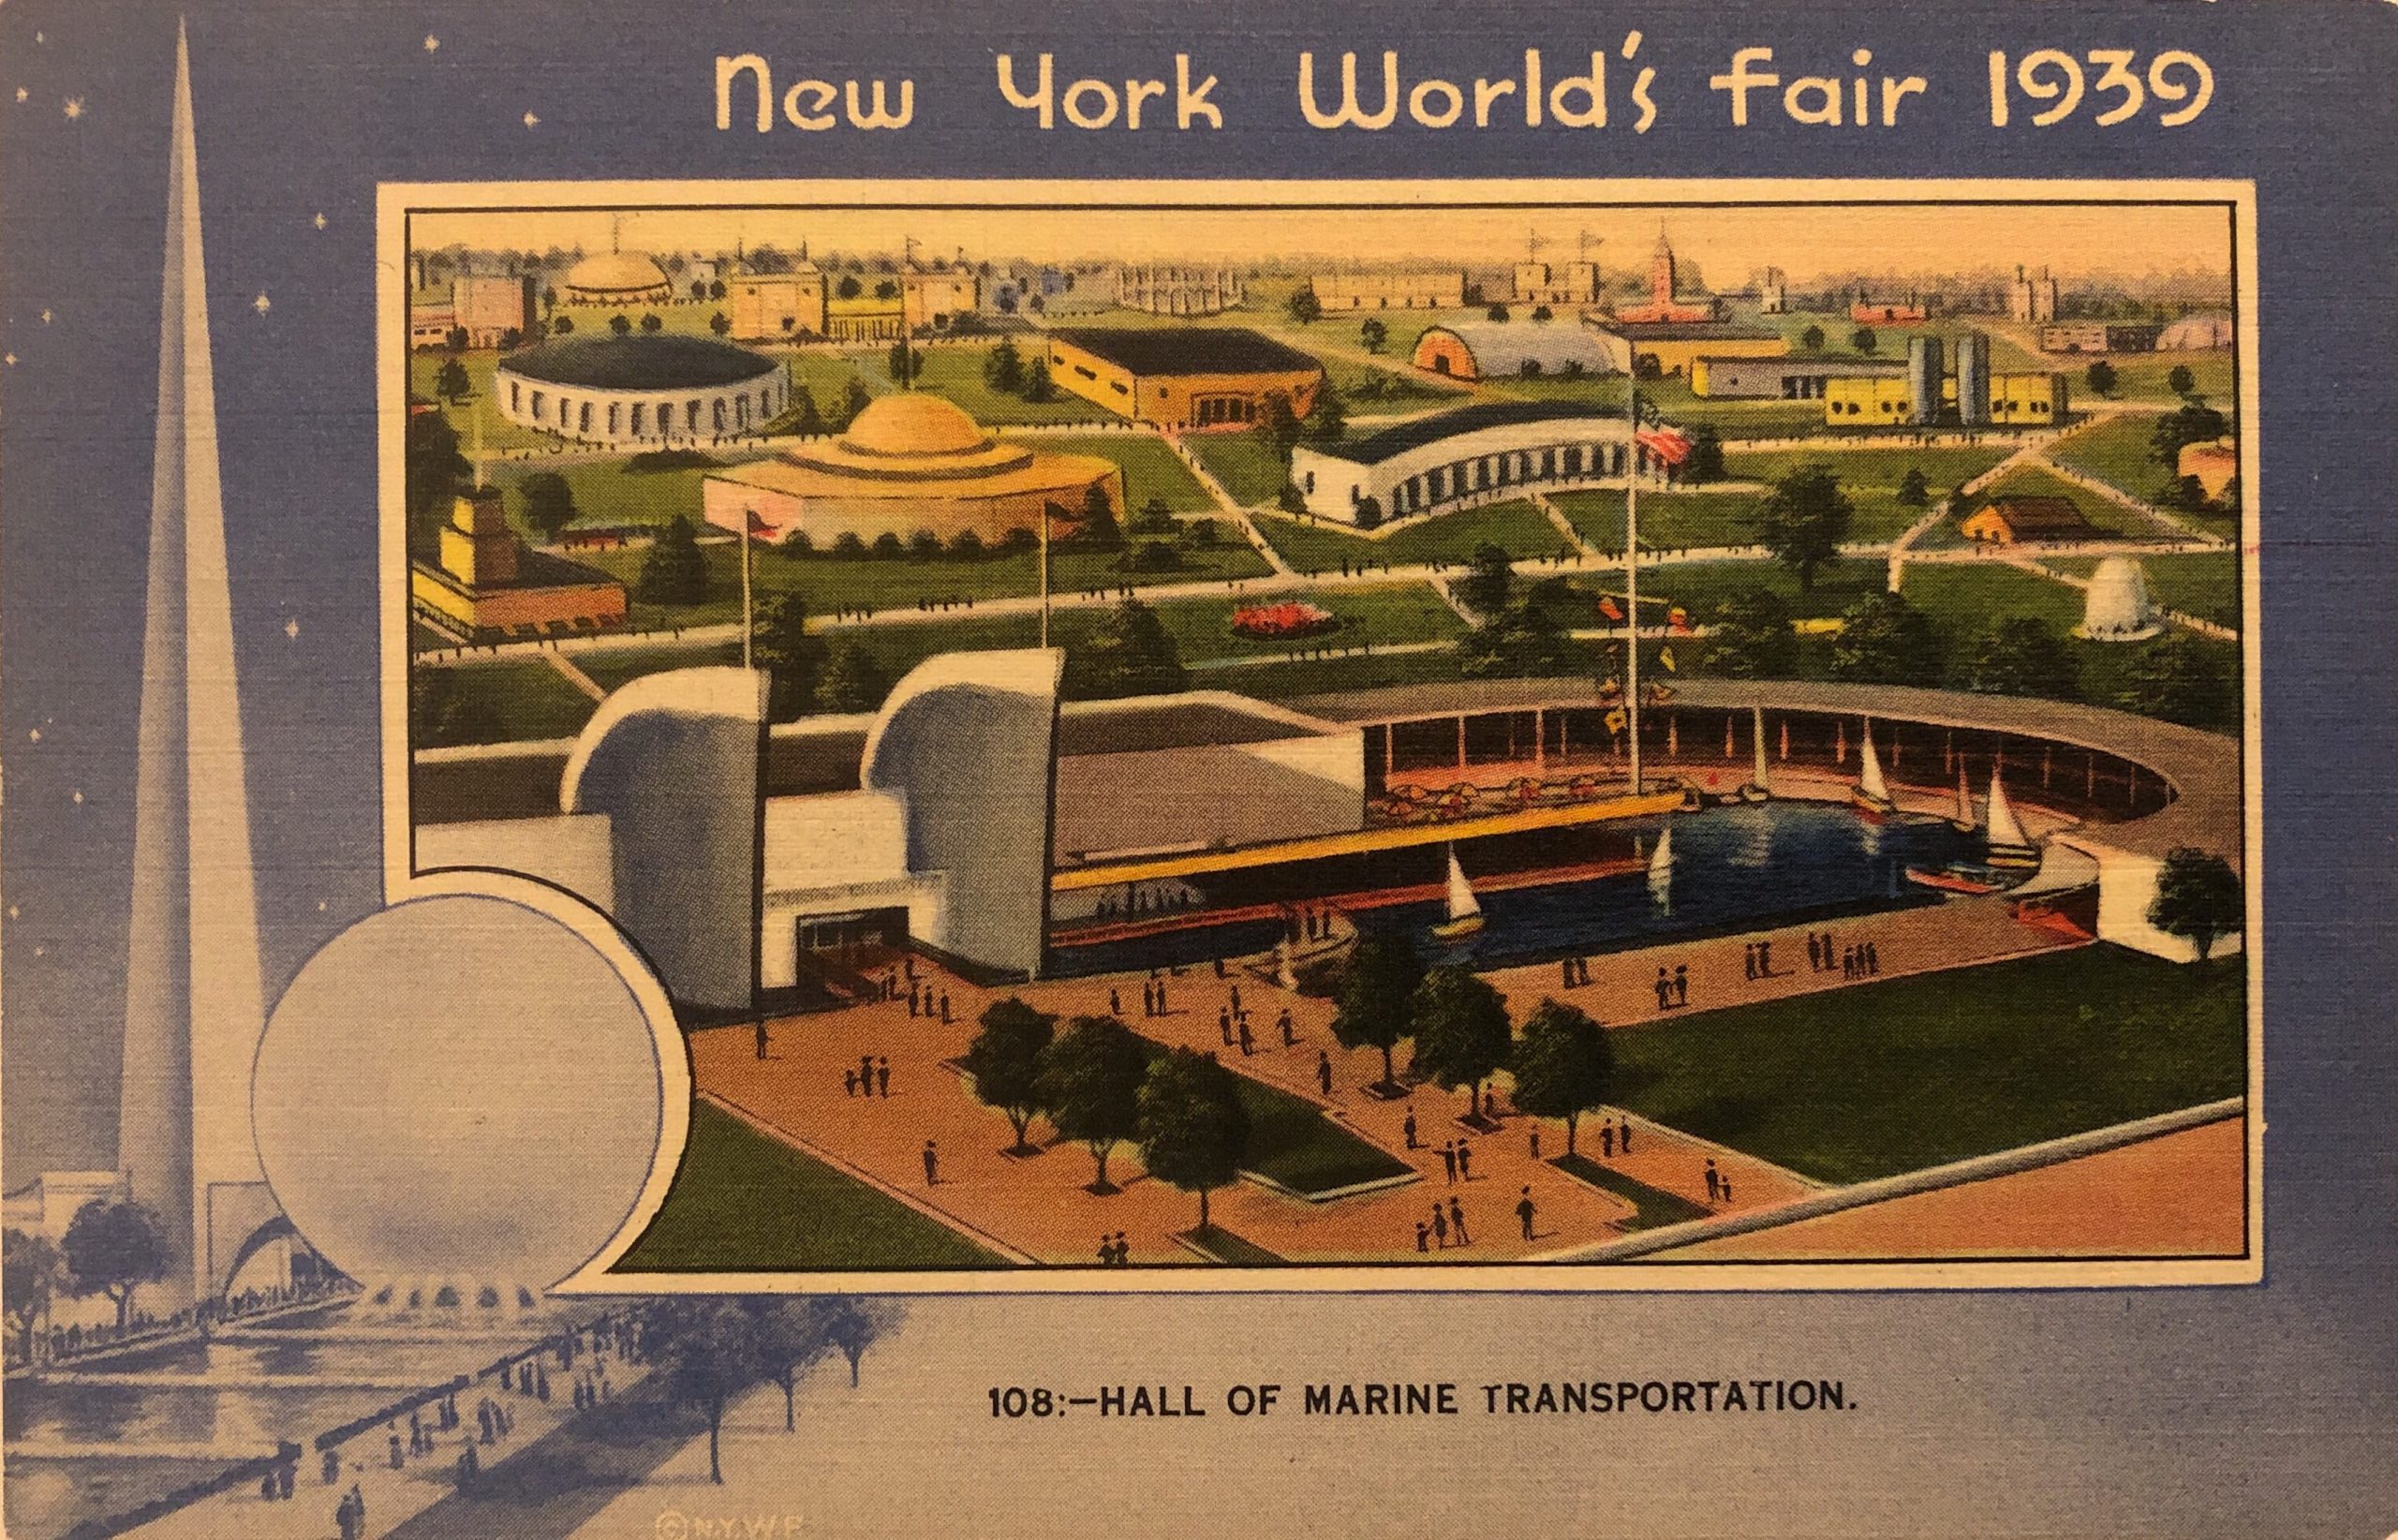 New York World's Fair 1939
108:—HALL OF MARINE TRANSPORTATION.
© N.Y.W.F.